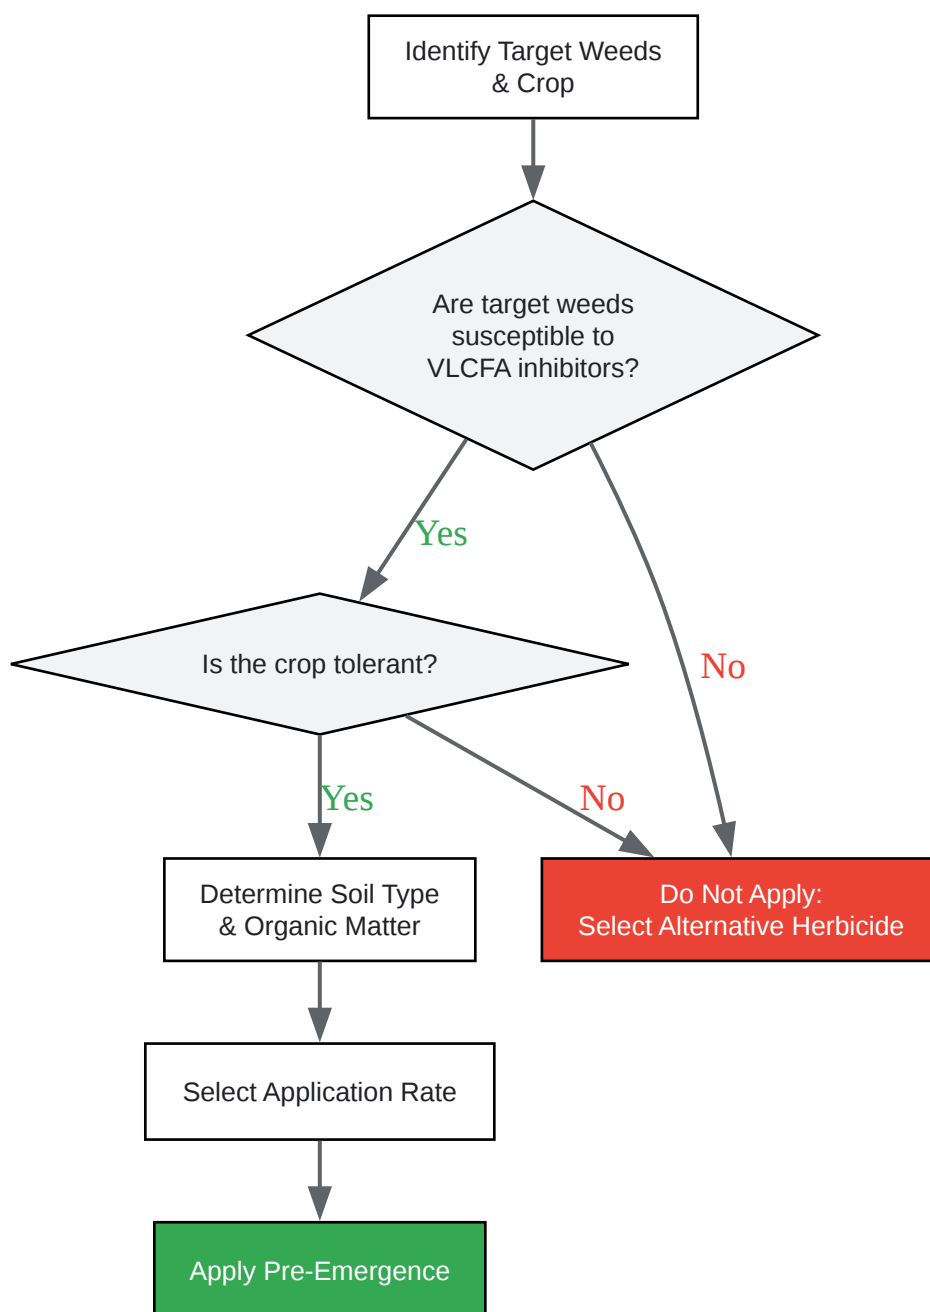 Identify Target Weeds
& Crop
Are target weeds
susceptible to
VLCFA inhibitors?
Yes
No
Is the crop tolerant?
Yes
No
Determine Soil Type
& Organic Matter
Do Not Apply:
Select Alternative Herbicide
Select Application Rate
Apply Pre-Emergence